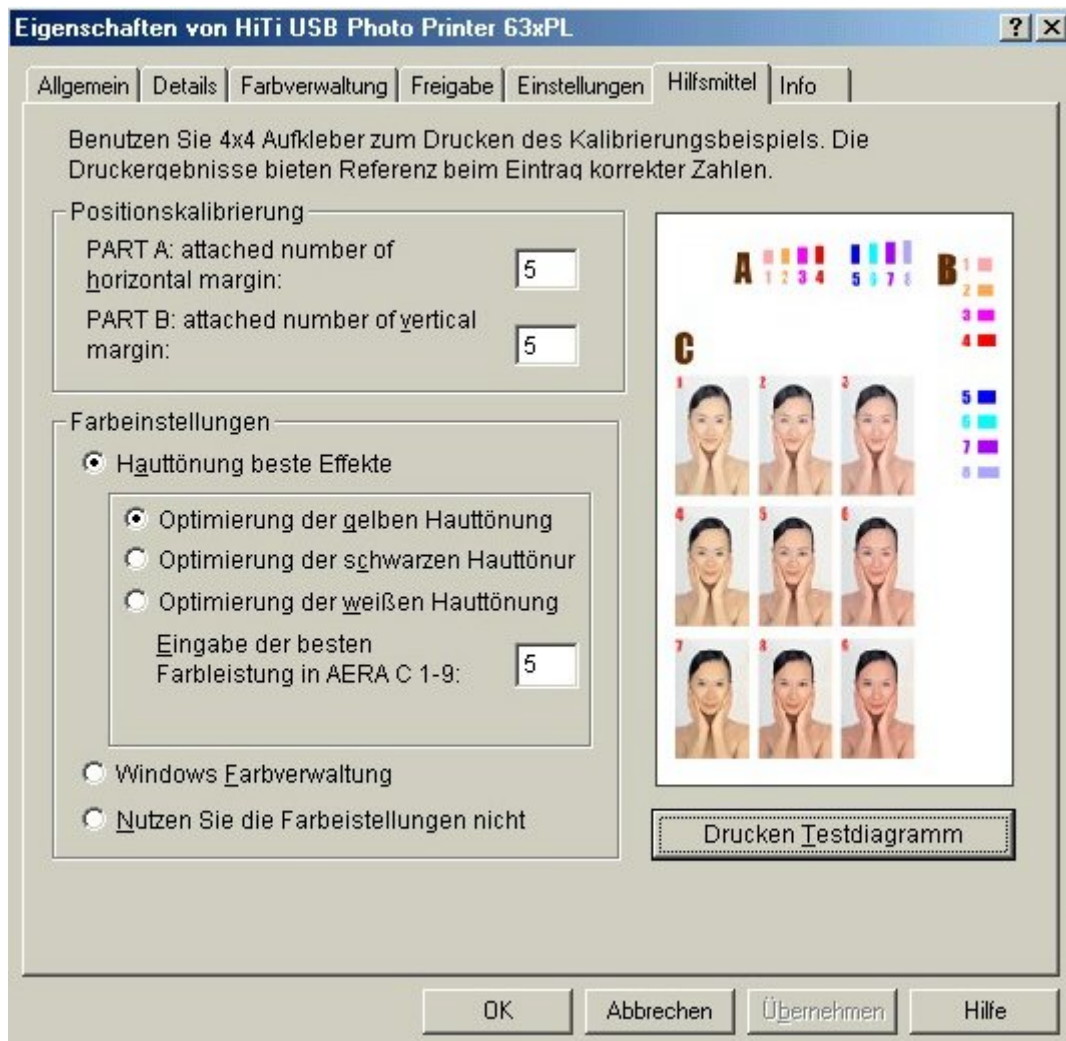 Eigenschaften von HiTi USB Photo Printer 63xPL
Allgemein Details Farbverwaltung Freigabe Einstellungen Hilfsmittel Info
Benutzen Sie 4x4 Aufkleber zum Drucken des Kalibrierungsbeispiels. Die
Druckergebnisse bieten Referenz beim Eintrag korrekter Zahlen.
Positionskalibrierung
PART A: attached number of
horizontal margin:
5
PART B: attached number of vertical
margin:
5
Farbeinstellungen
Hauttönung beste Effekte
Optimierung der gelben Hauttönung
Optimierung der schwarzen Hauttönur
Optimierung der weißen Hauttönung
Eingabe der besten
Farbleistung in AERA C 1-9:
5
Windows Farbverwaltung
Nutzen Sie die Farbeistellungen nicht
A
1 2 3 4 5 6 7 8
B
1
2
3
4
5
6
7
8
C
1 2 3
4 5 6
7 8 9
Drucken Testdiagramm
OK Abbrechen Übernehmen Hilfe